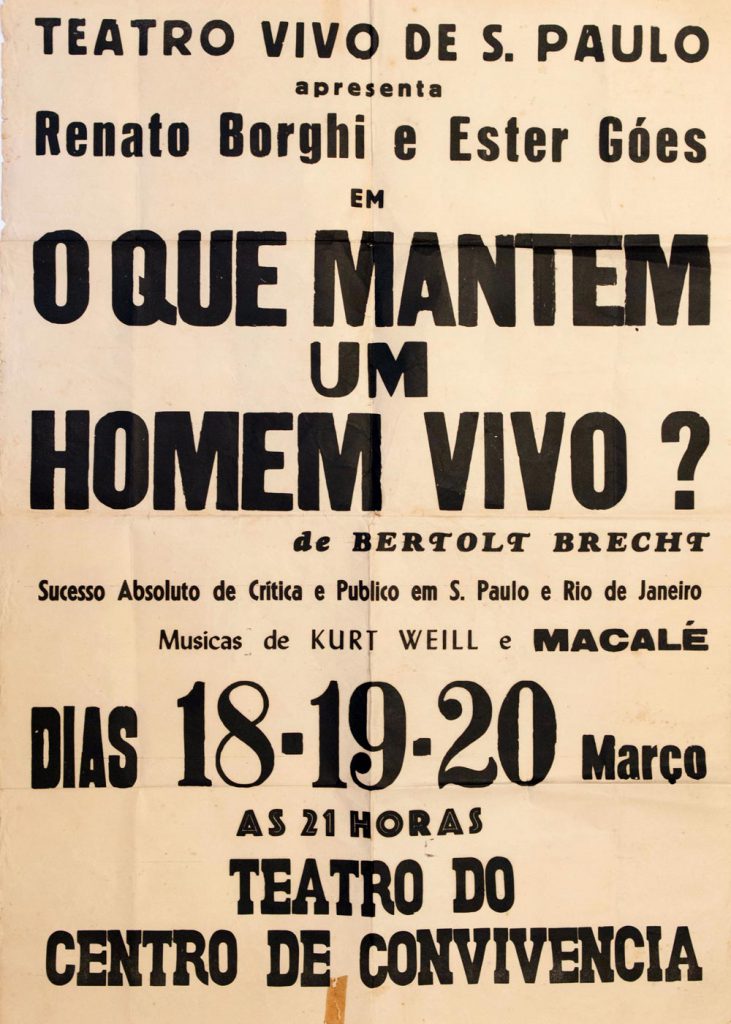 TEATRO VIVO DE S. PAULO
apresenta
Renato Borghi e Ester Góes
EM
O QUE MANTEM
UM
HOMEM VIVO ?
de BERTOLT BRECHT
Sucesso Absoluto de Crítica e Publico em S. Paulo e Rio de Janeiro
Musicas de KURT WEILL e MACALÉ
DIAS 18-19-20 Março
AS 21 HORAS
TEATRO DO
CENTRO DE CONVIVENCIA